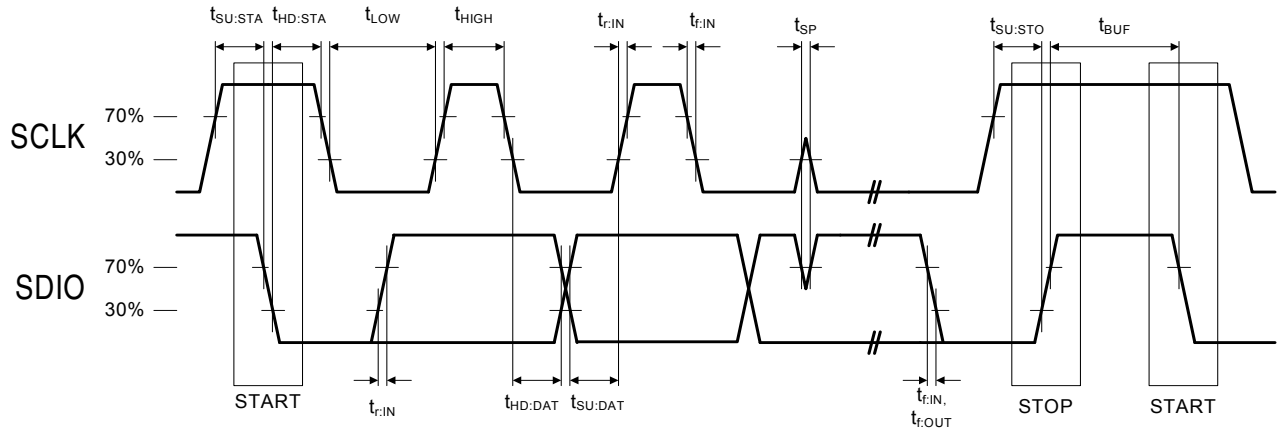 tSU:STA tHD:STA tLOW tHIGH tr:IN tf:IN tSP tSU:STO tBUF
SCLK
70%
30%
SDIO
70%
30%
START
tr:IN
tHD:DAT tSU:DAT
tf:IN,
tf:OUT
STOP
START